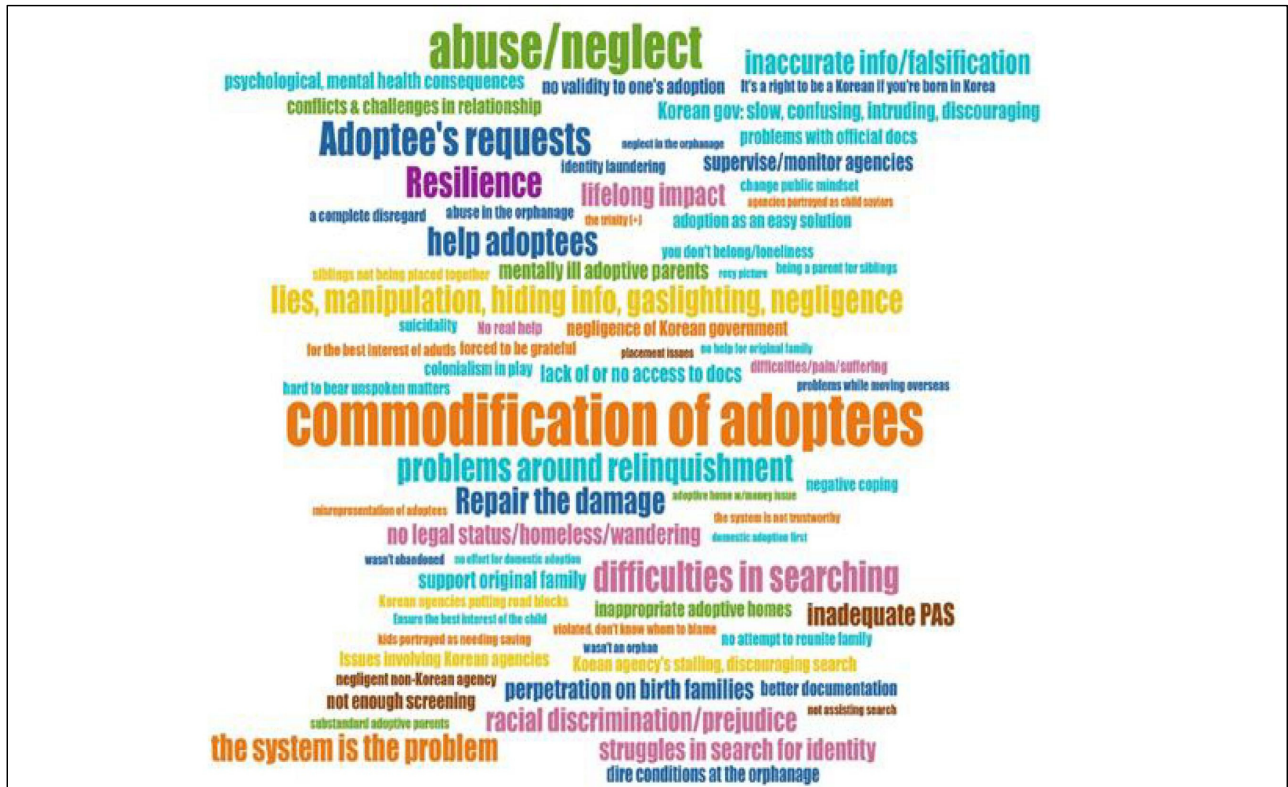 abuse/neglect
inaccurate info/falsification
psychological, mental health consequences
no validity to one's adoption
It's a right to be a Korean if you're born in Korea
conflicts & challenges in relationship
Korean gov: slow, confusing, intruding, discouraging
Adoptee's requests
neglect in the orphanage
problems with official docs
identity laundering
supervise/monitor agencies
Resilience
lifelong impact
change public mindset
agencies portrayed as child saviors
a complete disregard
abuse in the orphanage
the trinity (+)
adoption as an easy solution
help adoptees
you don't belong/loneliness
siblings not being placed together
mentally ill adoptive parents
rosy picture
being a parent for siblings
lies, manipulation, hiding info, gaslighting, negligence
suicidality
No real help
negligence of Korean government
for the best interest of adutls
forced to be grateful
placement issues
no help for original family
colonialism in play
lack of or no access to docs
difficulties/pain/suffering
hard to bear unspoken matters
problems while moving overseas
commodification of adoptees
problems around relinquishment
negative coping
misrepresentation of adoptees
Repair the damage
adoptive home w/money issue
the system is not trustworthy
no legal status/homeless/wandering
domestic adoption first
wasn't abandoned
no effort for domestic adoption
support original family
difficulties in searching
Korean agencies putting road blocks
inappropriate adoptive homes
inadequate PAS
Ensure the best interest of the child
violated, don't know whom to blame
kids portrayed as needing saving
no attempt to reunite family
wasn't an orphan
Issues involving Korean agencies
Korean agency's stalling, discouraging search
negligent non-Korean agency
perpetration on birth families
better documentation
not enough screening
not assisting search
substandard adoptive parents
racial discrimination/prejudice
the system is the problem
struggles in search for identity
dire conditions at the orphanage